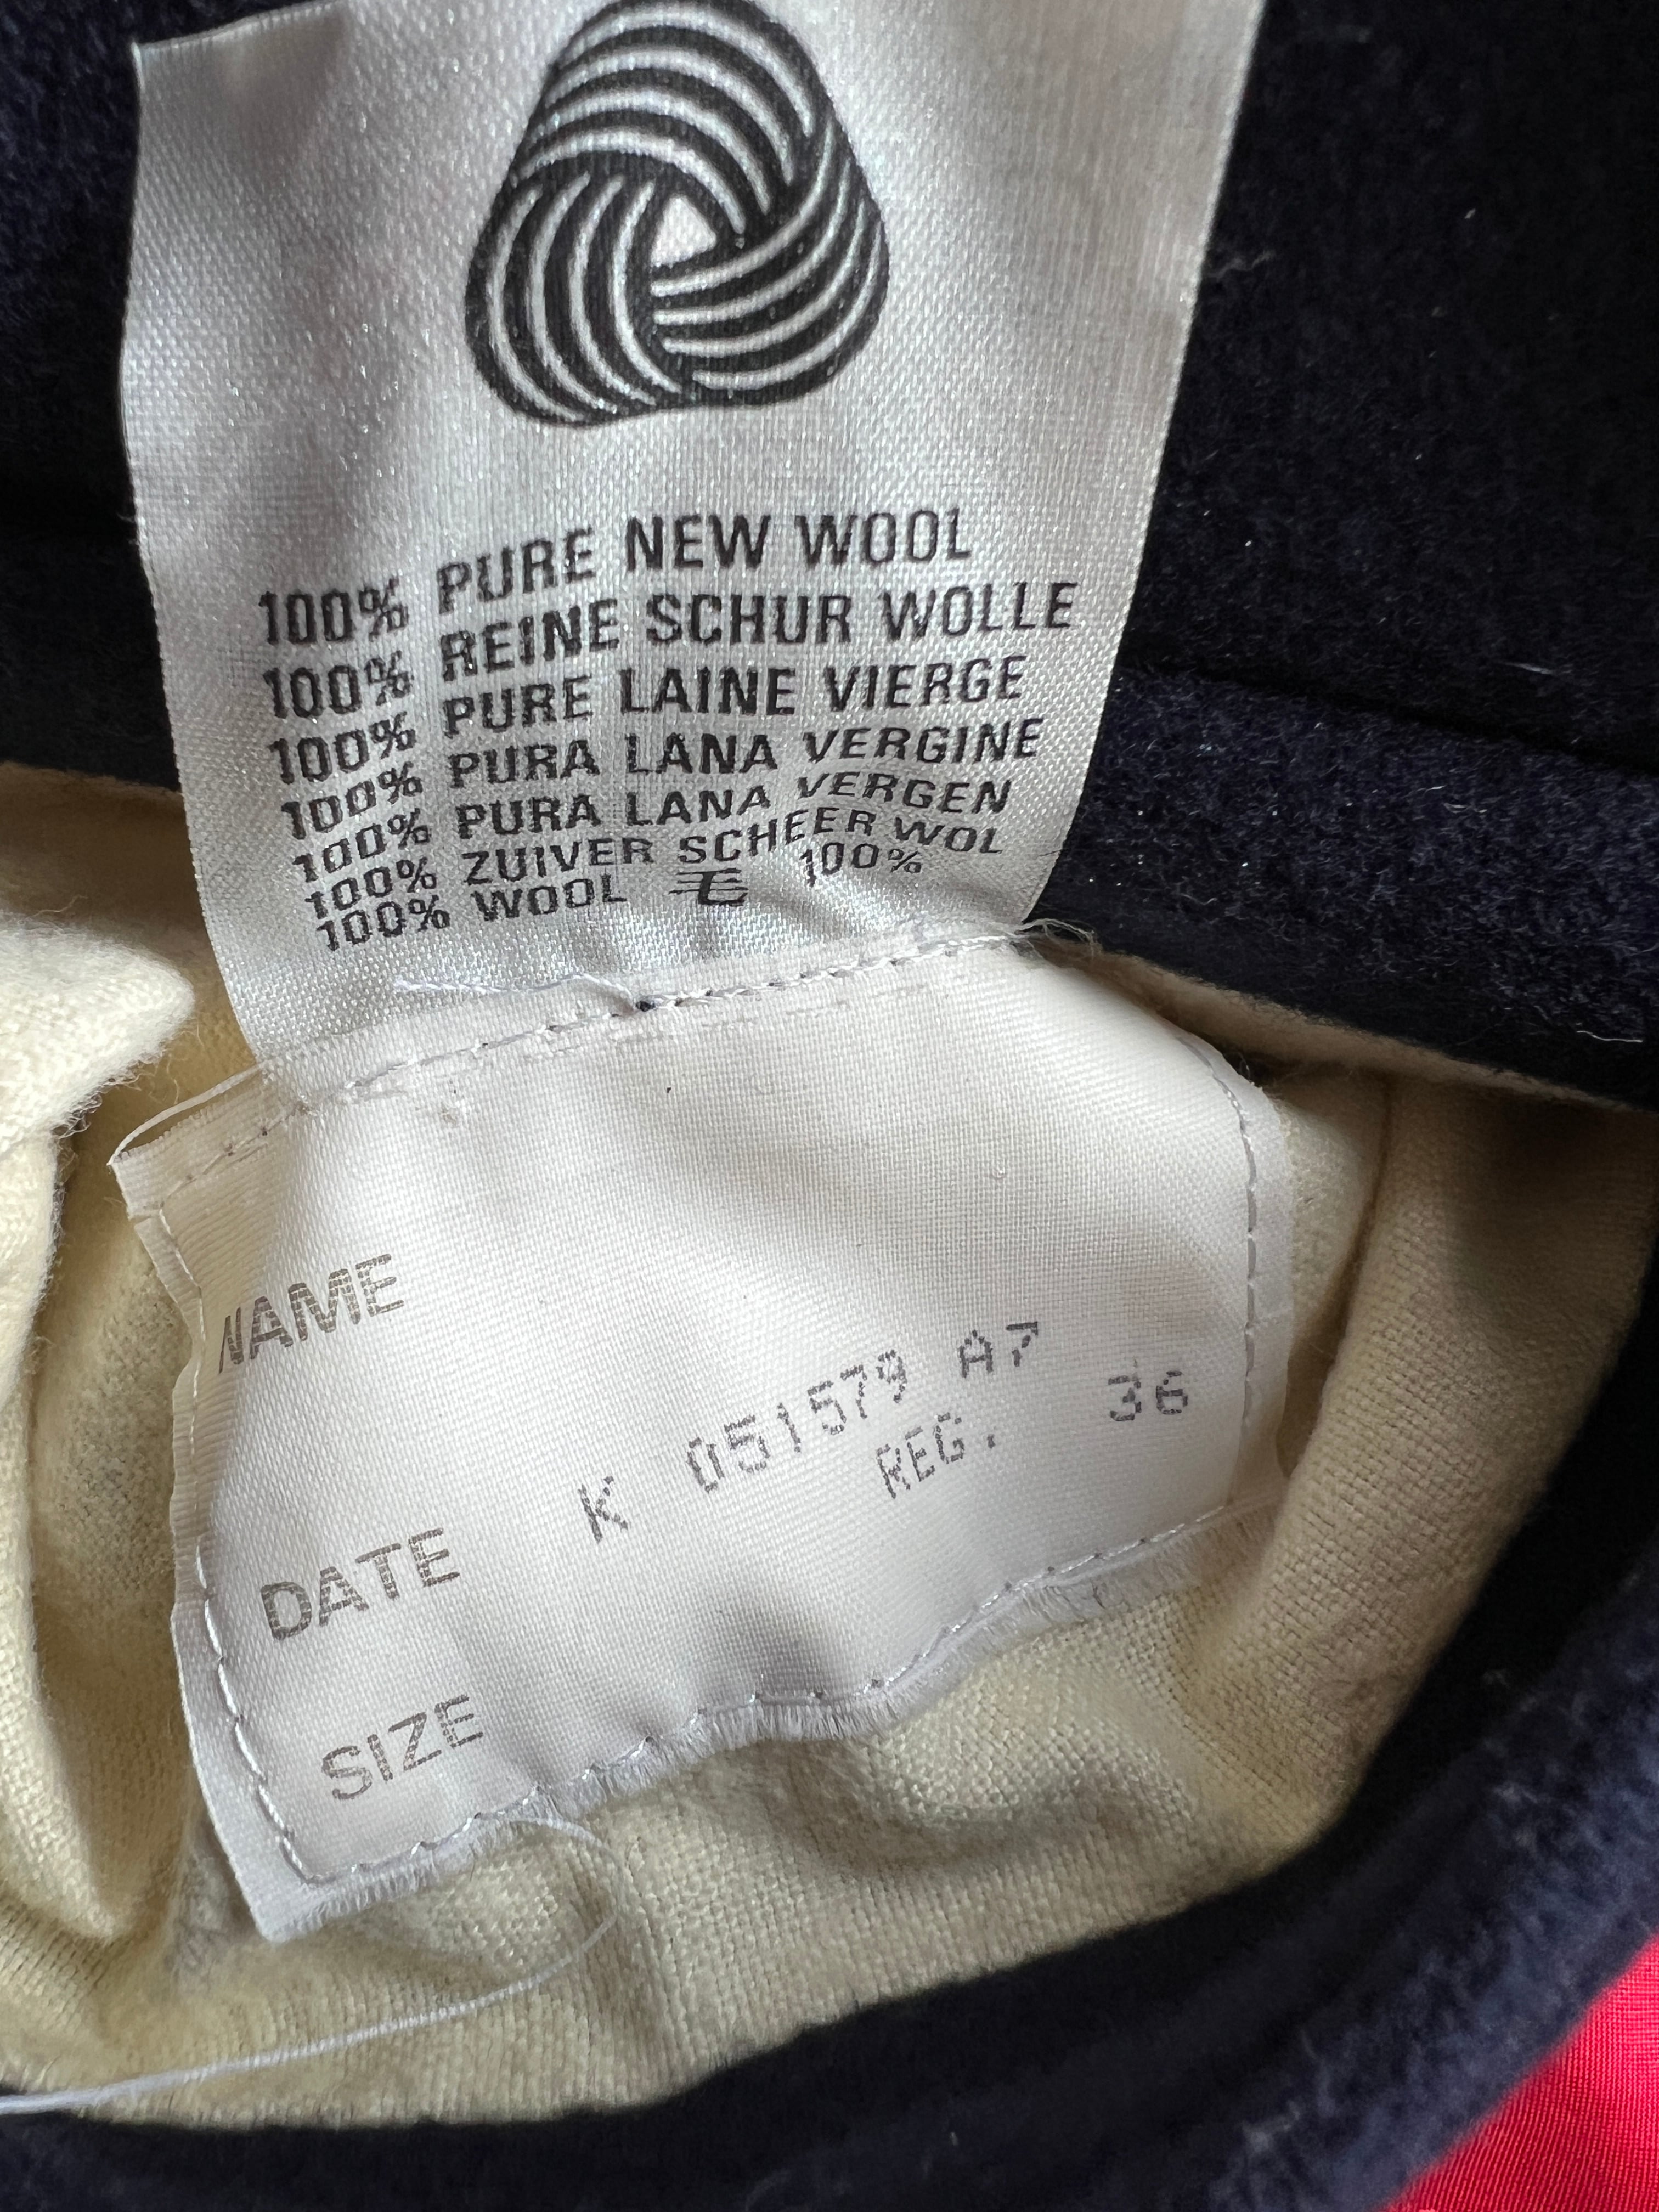 100% PURE NEW WOOL
100% REINE SCHUR WOLLE
100% PURE LAINE VIERGE
100% PURA LANA VERGINE
100% PURA LANA VERGEN
100% ZUIVER SCHEER WOL
100% WOOL 毛 100%
NAME
K 051579 A7
REG. 36
DATE
SIZE